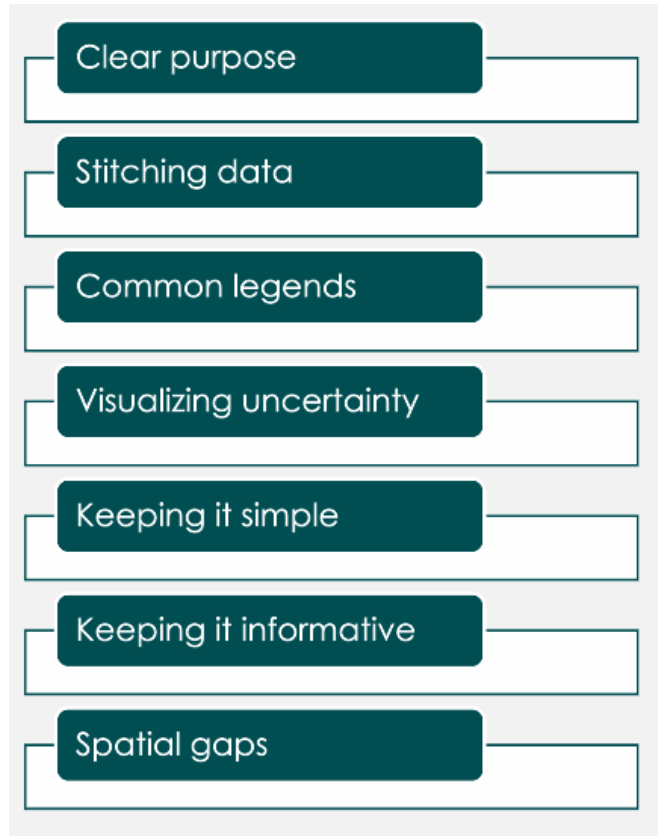 Clear purpose
Stitching data
Common legends
Visualizing uncertainty
Keeping it simple
Keeping it informative
Spatial gaps